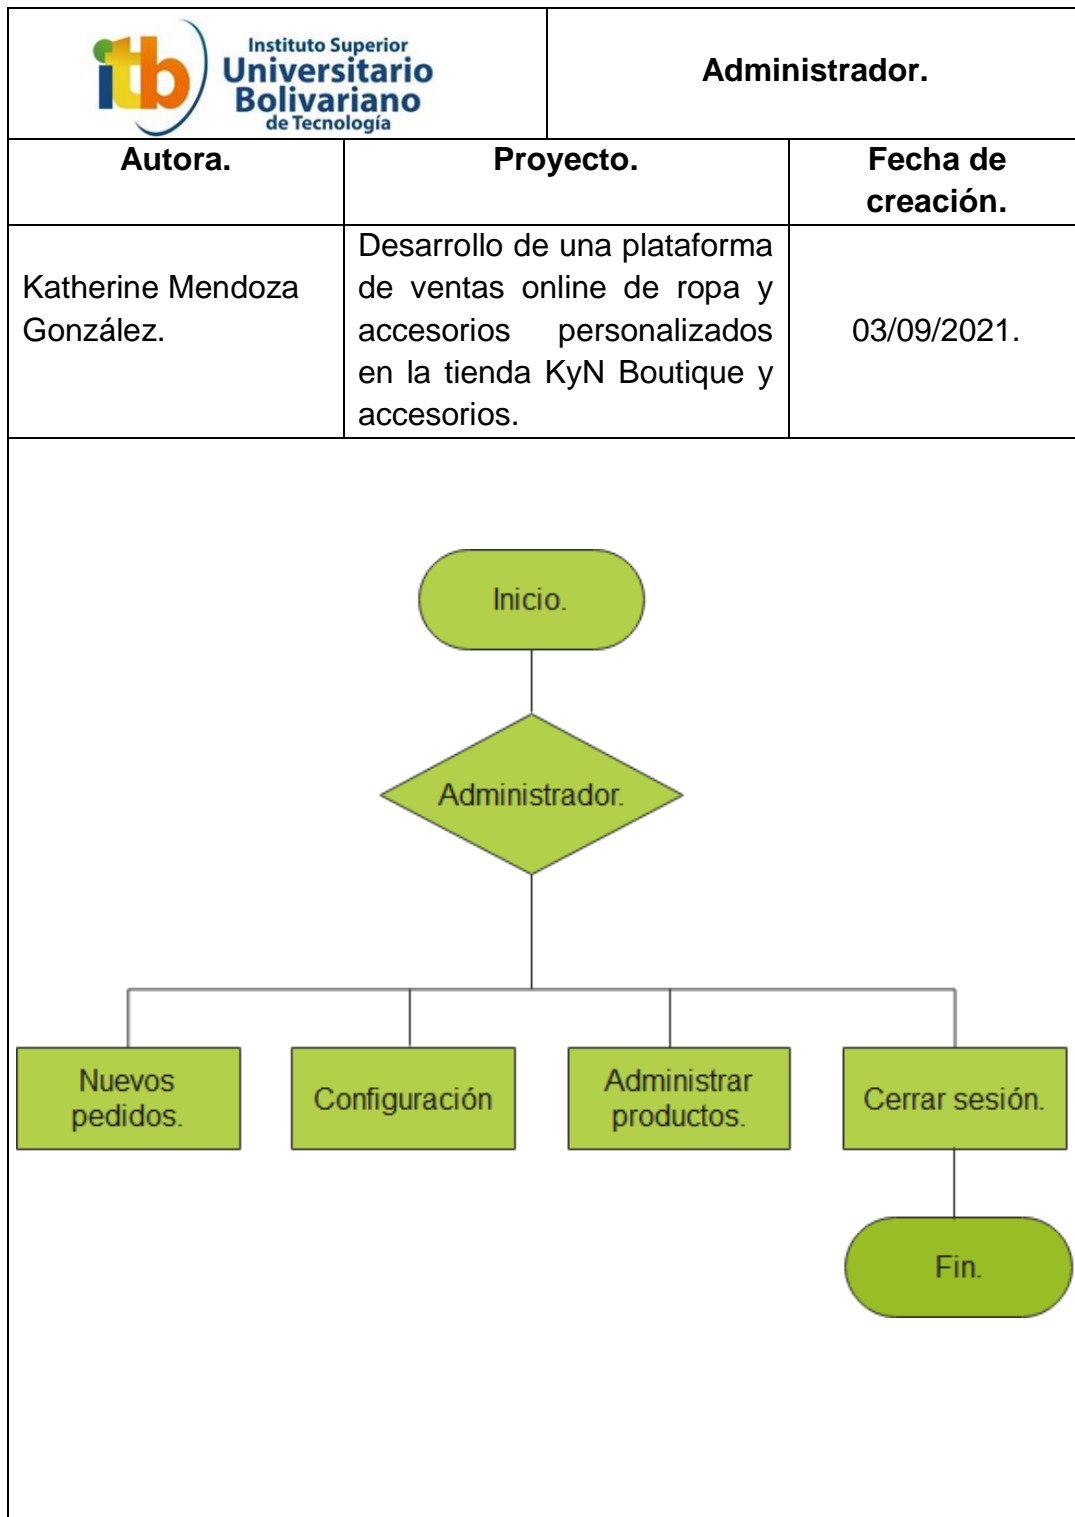 itb
Instituto Superior
Universitario
Bolivariano
de Tecnología
Administrador.
Autora.
Proyecto.
Fecha de
creación.
Katherine Mendoza
González.
Desarrollo de una plataforma
de ventas online de ropa y
accesorios personalizados
en la tienda KyN Boutique y
accesorios.
03/09/2021.
Inicio.
Administrador.
Nuevos
pedidos.
Configuración
Administrar
productos.
Cerrar sesión.
Fin.